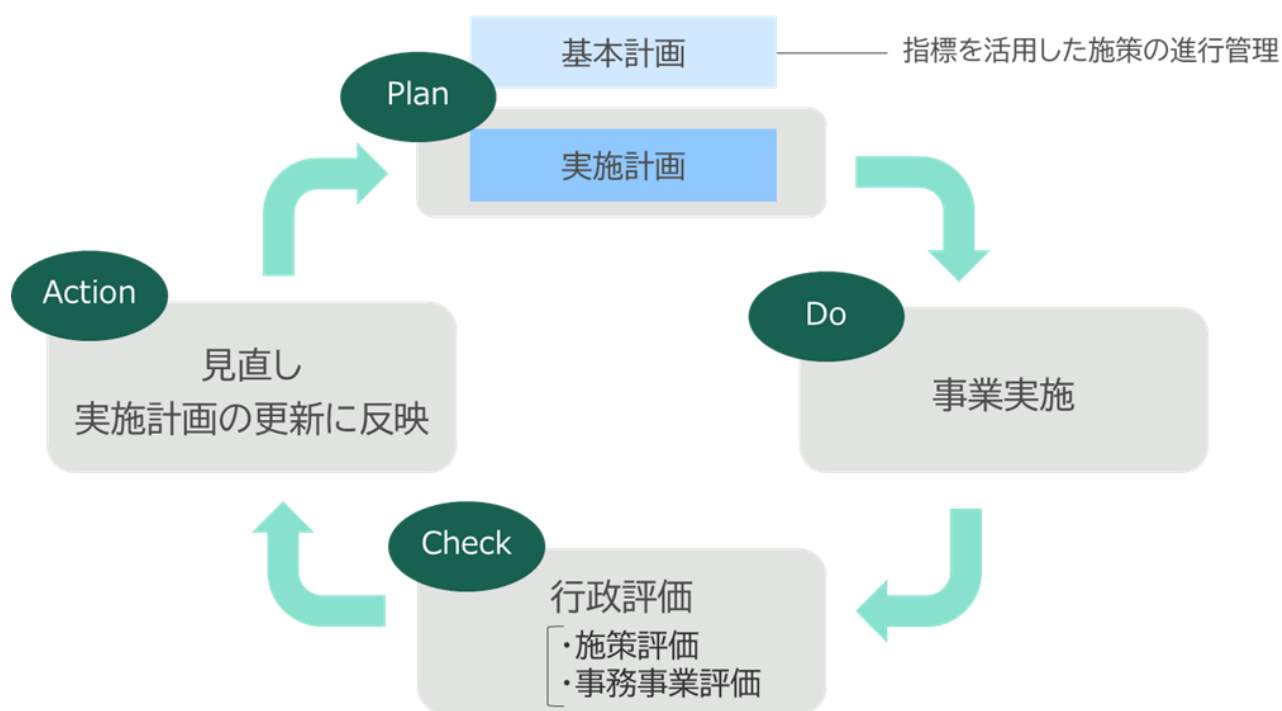 基本計画
指標を活用した施策の進行管理
Plan
実施計画
Action
見直し
実施計画の更新に反映
Do
事業実施
Check
行政評価
・施策評価
・事務事業評価